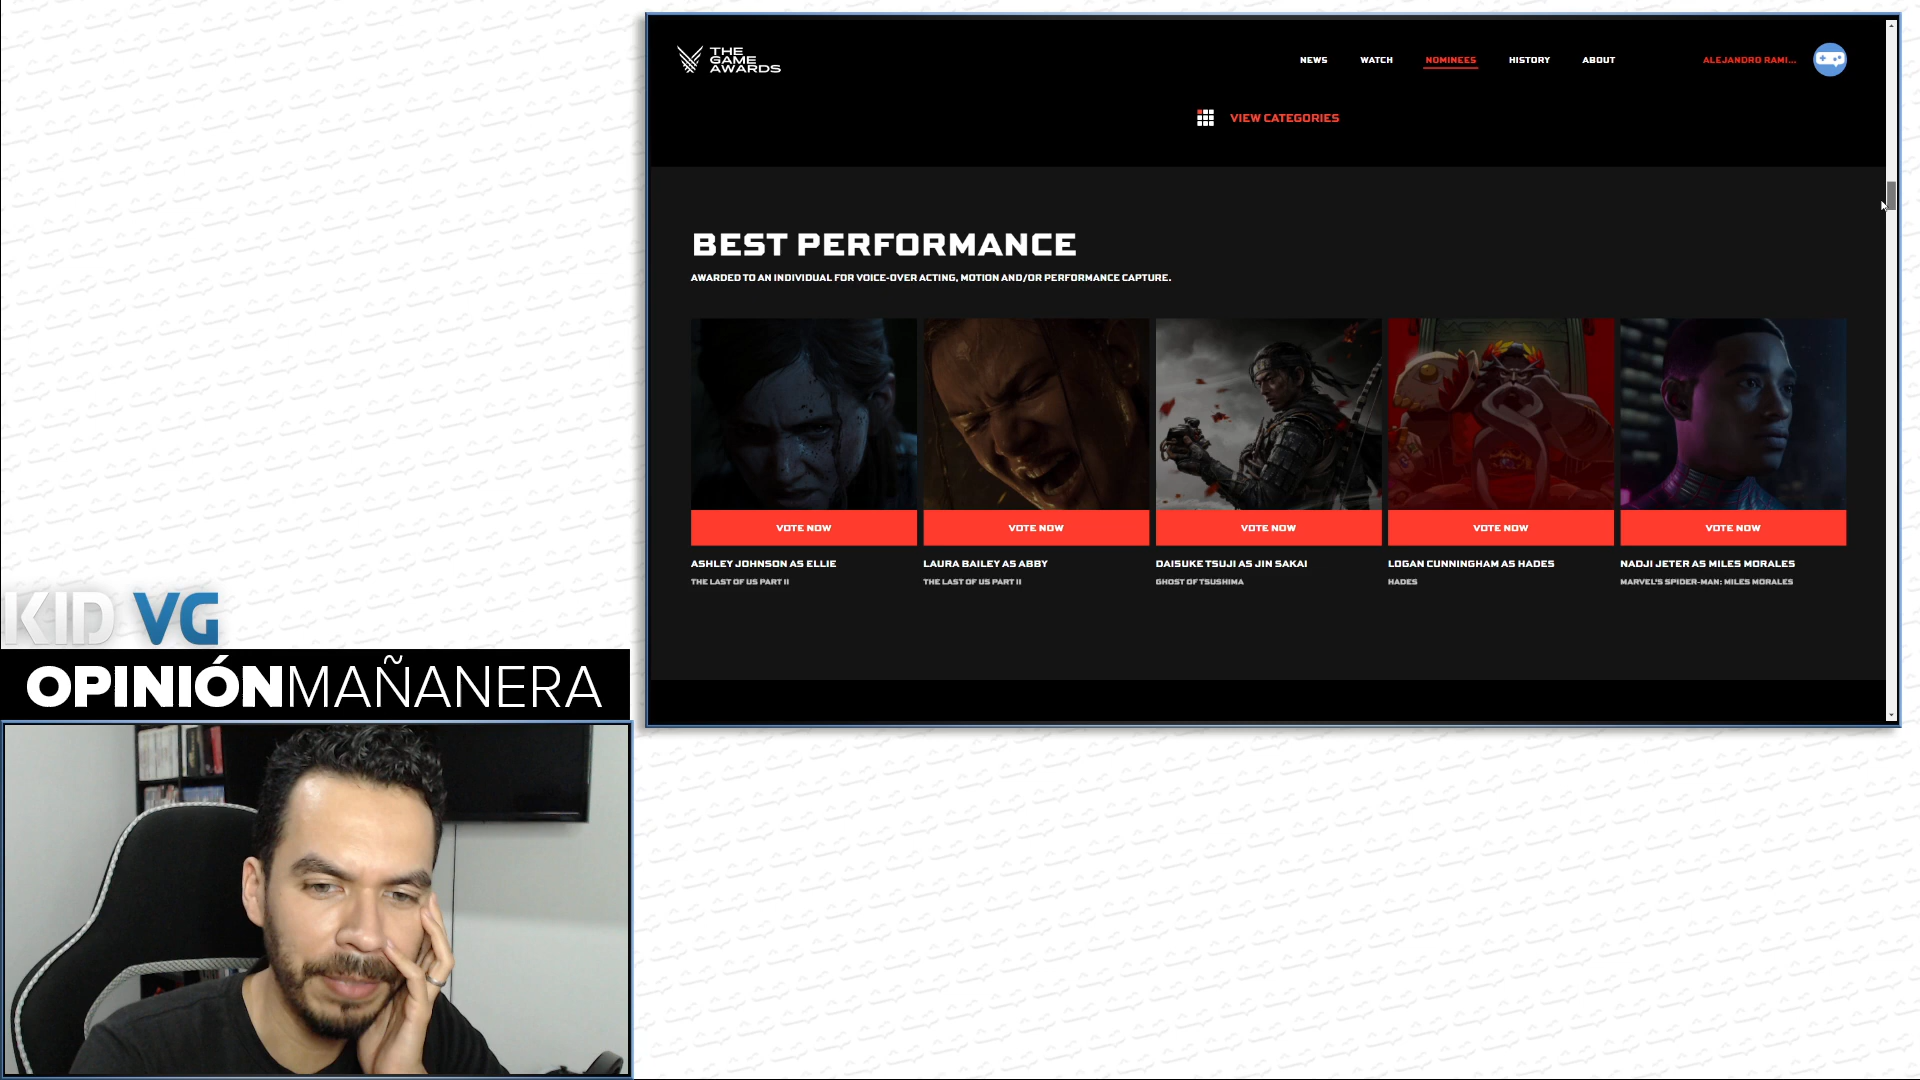 THE
GAME
AWARDS
NEWS
WATCH
NOMINEES
HISTORY
ABOUT
ALEJANDRO RAMI...
VIEW CATEGORIES
BEST PERFORMANCE
AWARDED TO AN INDIVIDUAL FOR VOICE-OVER ACTING, MOTION AND/OR PERFORMANCE CAPTURE.
VOTE NOW
ASHLEY JOHNSON AS ELLIE
THE LAST OF US PART II
VOTE NOW
LAURA BAILEY AS ABBY
THE LAST OF US PART II
VOTE NOW
DAISUKE TSUJI AS JIN SAKAI
GHOST OF TSUSHIMA
VOTE NOW
LOGAN CUNNINGHAM AS HADES
HADES
VOTE NOW
NADJI JETER AS MILES MORALES
MARVEL'S SPIDER-MAN: MILES MORALES
KID VG
OPINIÓNMAÑANERA